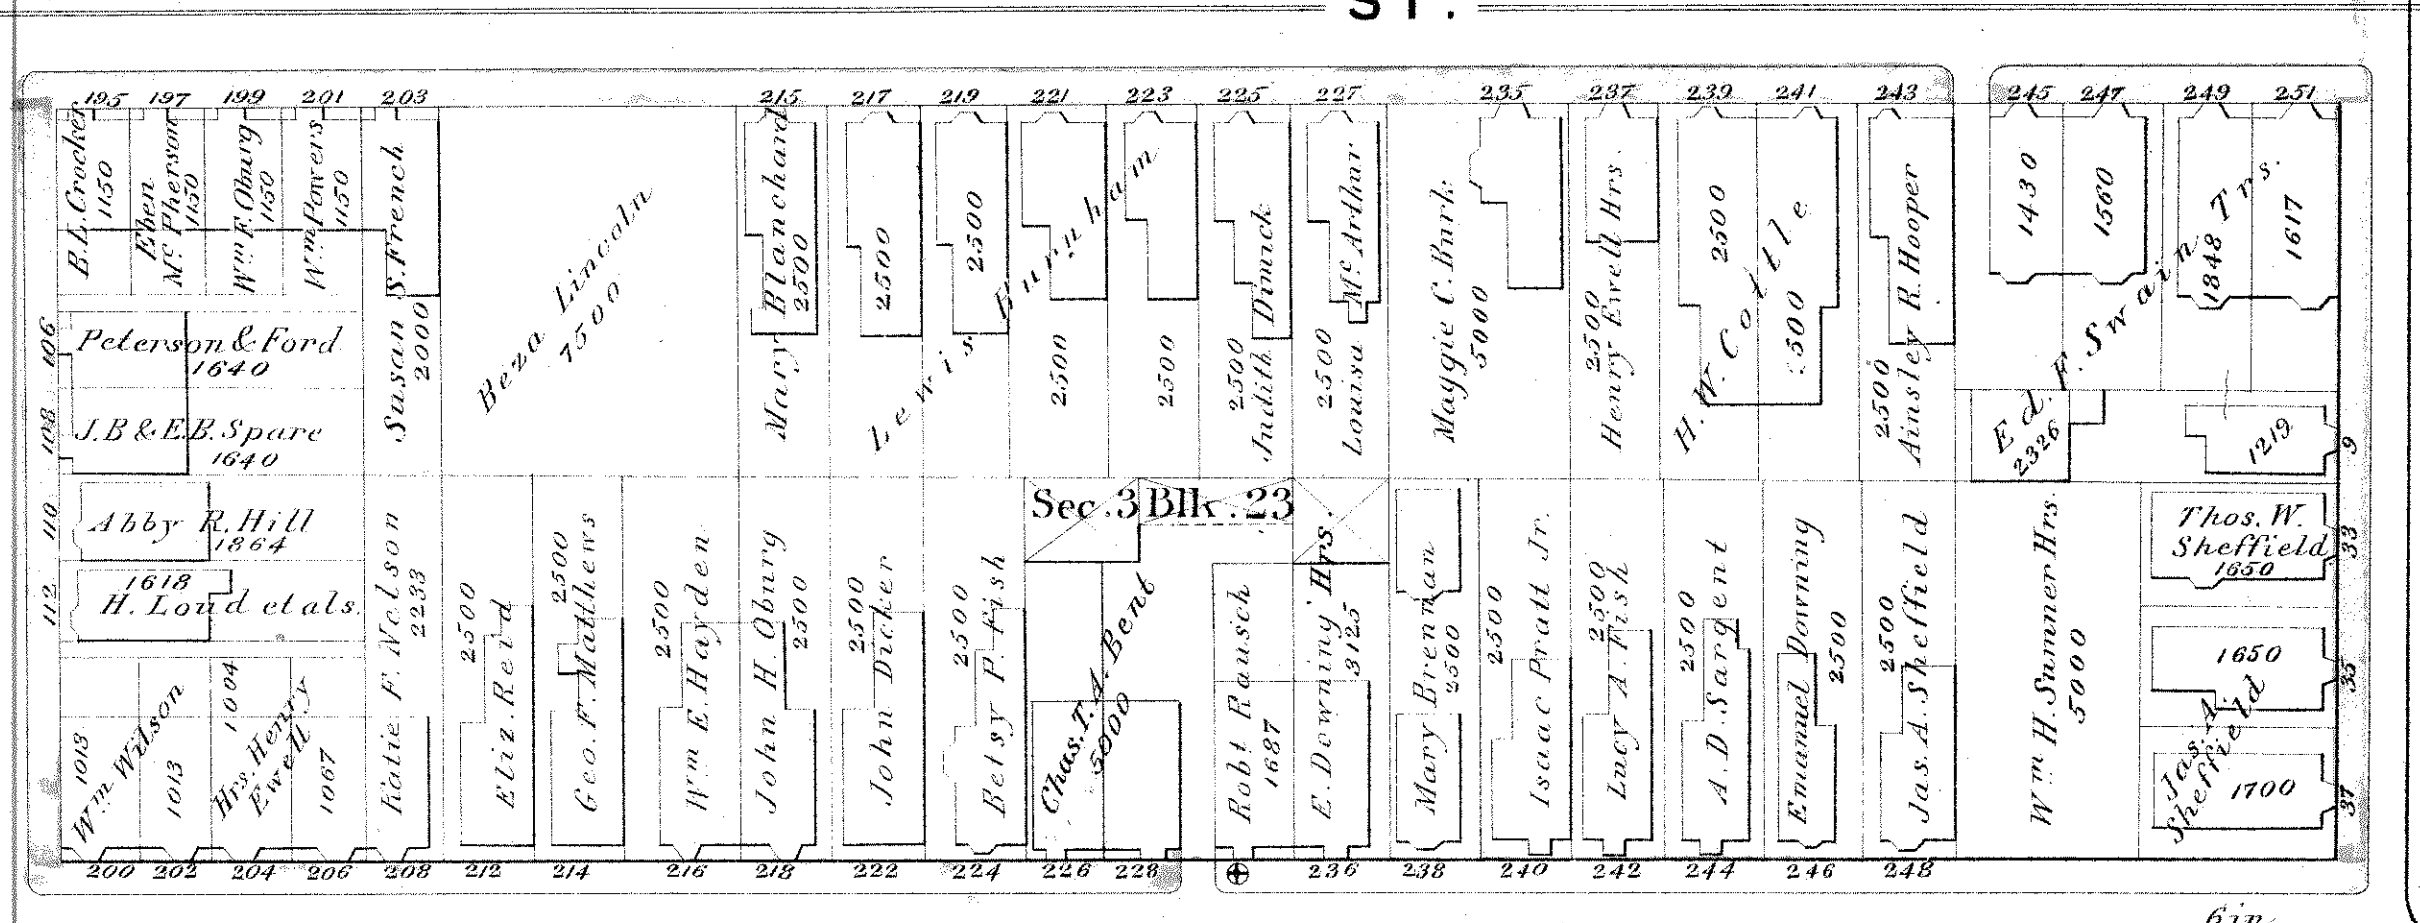 ST.
195 197 199 201 203 215 217 219 221 223 225 227 235 237 239 241 243 245 247 249 251
B.E. Crocker
1150
Eben
Mc Pherson
1150
Wm F. Oburg
1150
Wm Powers
1150
Susan S. French
2000
Beza Lincoln
7500
Mary Blanchard
2500
Lewis Burnham
2500
2500
2500
2500
Judith Dimick
2500
Louisa McArthur
2500
Maggie C. Burk
5000
Henry Ewell Hrs.
2500
H. W. Coille
2500
2500
Ainsley R. Hooper
2500
Ed. F. Swain Trs.
1430
1560
1848
1617
2326
1219
9
106
Peterson & Ford
1640
108
J.B & E.B. Spare
1640
110
Abby R. Hill
1864
112
1618
H. Loud et als.
Sec. 3 Blk. 23
Wm Wilson
1013
1013
Hrs. Henry
Ewell
1004
1067
Katie F. Nelson
2233
Eliz. Reid
2500
Geo. F. Matthews
2500
Wm E. Hayden
2500
John H. Oburg
2500
John Dicker
2500
Betsy P. Fish
2500
Chas. T. A. Bent
5000
Robt Rausch
1687
E. Downing Hrs.
3125
Mary Brennan
2500
Isaac Pratt Jr.
2500
Lucy A. Fish
2500
A. D. Sargent
2500
Emanuel Downing
2500
Jas. A. Sheffield
2500
Wm H. Sumner Hrs.
5000
Thos. W.
Sheffield
1650
33
1650
35
Jas. A.
Sheffield
1700
37
200 202 204 206 208 212 214 216 218 222 224 226 228 236 238 240 242 244 246 248
6in